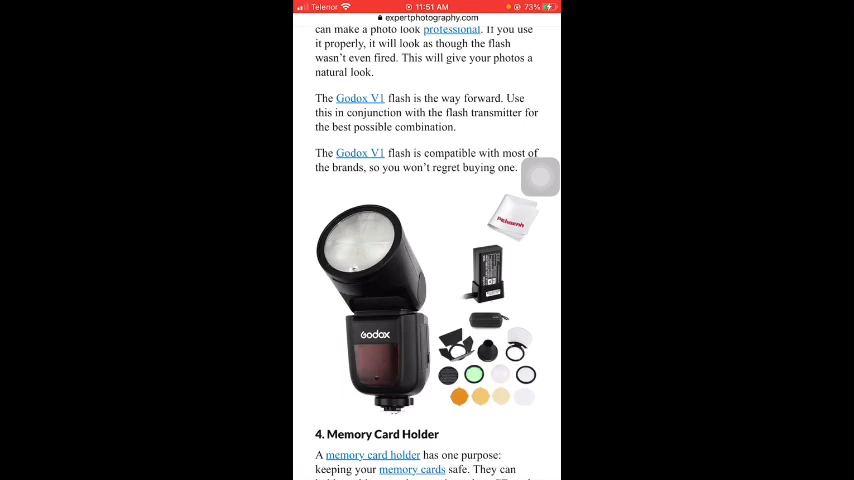 Telenor
11:51 AM
73%
expertphotography.com
can make a photo look professional. If you use
it properly, it will look as though the flash
wasn't even fired. This will give your photos a
natural look.
The Godox V1 flash is the way forward. Use
this in conjunction with the flash transmitter for
the best possible combination.
The Godox V1 flash is compatible with most of
the brands, so you won't regret buying one.
Godox
4. Memory Card Holder
A memory card holder has one purpose:
keeping your memory cards safe. They can